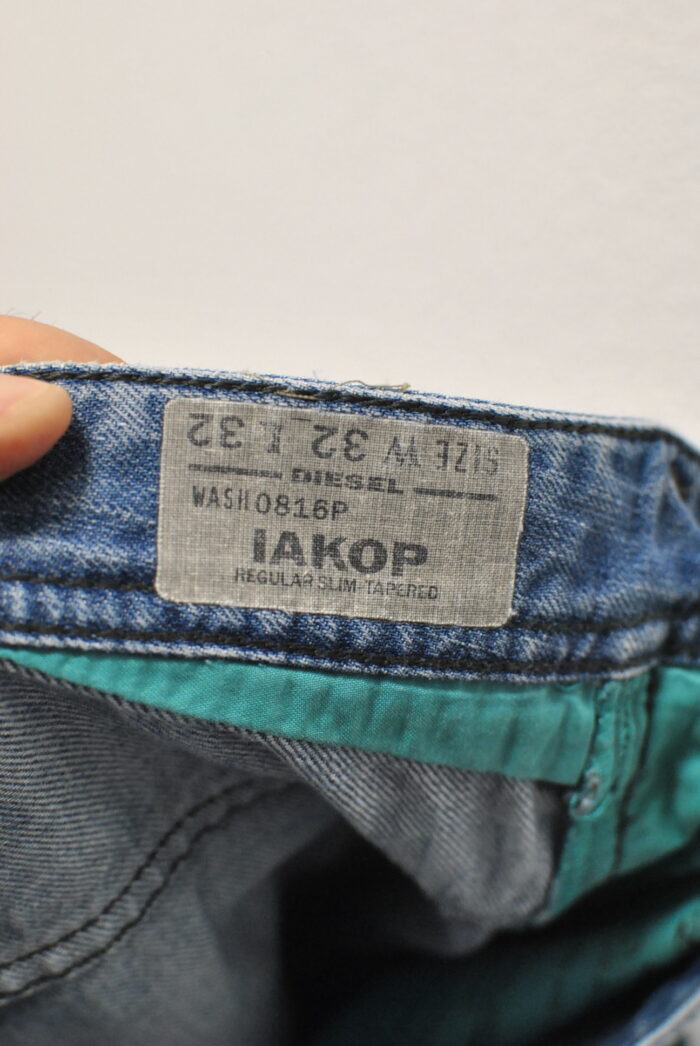 SIZE W 32 L 32
DIESEL
WASH 0816P
IAKOP
REGULAR SLIM TAPERED